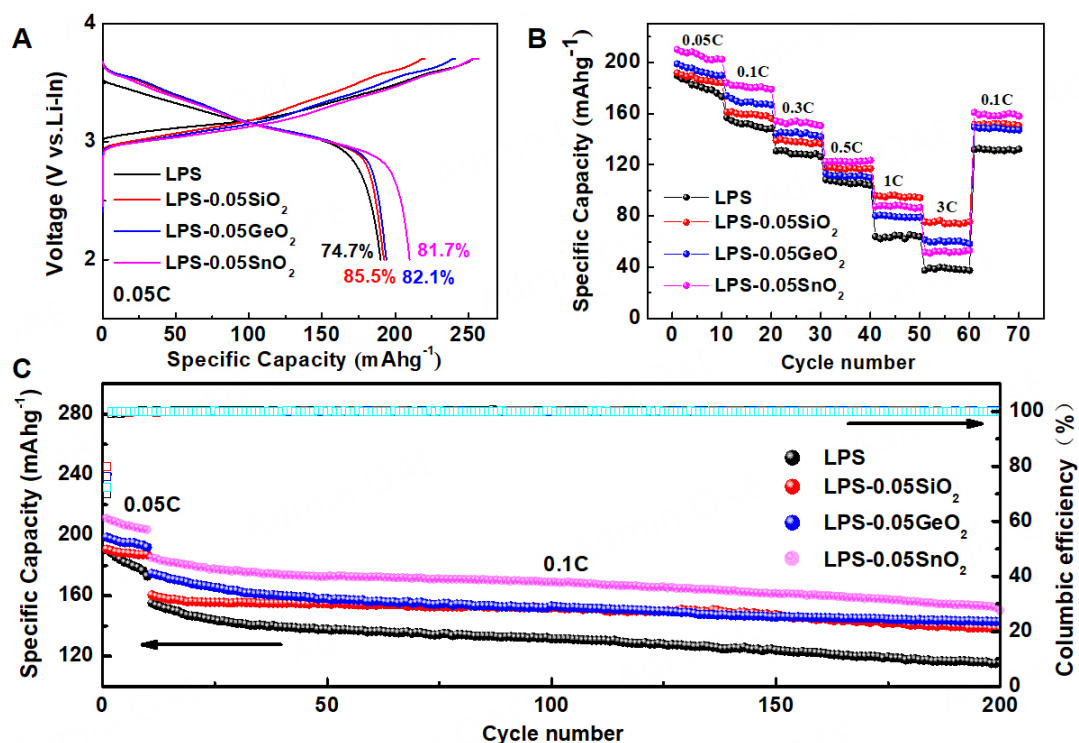 A
4
3
2
Voltage (V vs.Li-In)
LPS
LPS-0.05SiO₂
LPS-0.05GeO₂
LPS-0.05SnO₂
0.05C
74.7%
81.7%
85.5%
82.1%
0 50 100 150 200 250
Specific Capacity (mAhg⁻¹)
B
200
160
120
80
40
0
Specific Capacity (mAhg⁻¹)
0.05C
0.1C
0.3C
0.5C
1C
3C
0.1C
LPS
LPS-0.05SiO₂
LPS-0.05GeO₂
LPS-0.05SnO₂
0 10 20 30 40 50 60 70
Cycle number
C
280
240
200
160
120
Specific Capacity (mAhg⁻¹)
0.05C
0.1C
LPS
LPS-0.05SiO₂
LPS-0.05GeO₂
LPS-0.05SnO₂
100
80
60
40
20
0
Columbic efficiency (%)
0 50 100 150 200
Cycle number